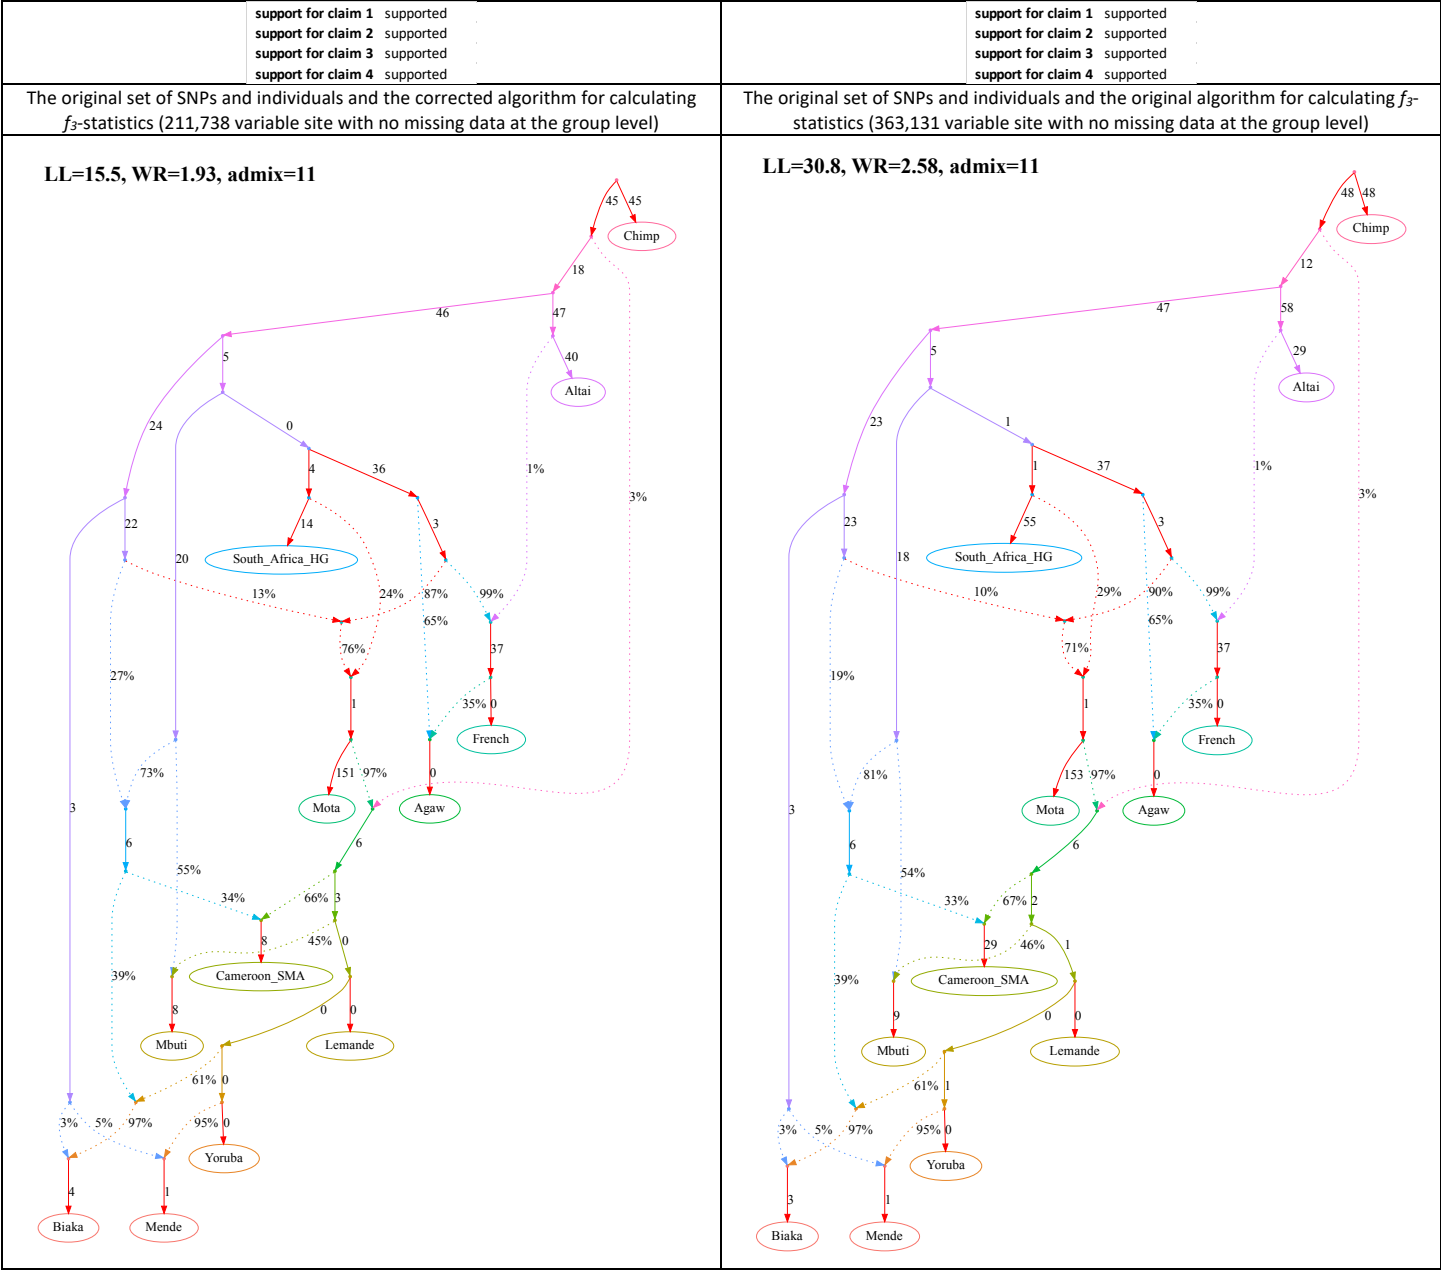 support for claim 1 supported
support for claim 2 supported
support for claim 3 supported
support for claim 4 supported
The original set of SNPs and individuals and the corrected algorithm for calculating
f3-statistics (211,738 variable site with no missing data at the group level)
LL=15.5, WR=1.93, admix=11
45 45
Chimp
18
46
47
5
40
Altai
24
0
4
36
1%
3%
22
20
14
3
South_Africa_HG
13%
24%
87%
99%
65%
76%
37
27%
1
35% 0
French
73%
151
97%
0
3
Mota
Agaw
6
6
55%
34%
66%
3
8
45%
0
39%
Cameroon_SMA
8
0
0
Mbuti
Lemande
61%
0
3%
5%
97%
95%
0
Yoruba
4
1
Biaka
Mende
support for claim 1 supported
support for claim 2 supported
support for claim 3 supported
support for claim 4 supported
The original set of SNPs and individuals and the original algorithm for calculating f3-
statistics (363,131 variable site with no missing data at the group level)
LL=30.8, WR=2.58, admix=11
48 48
Chimp
12
47
58
5
29
Altai
23
1
1
37
1%
3%
23
18
55
3
South_Africa_HG
10%
29%
90%
99%
65%
71%
37
19%
1
35% 0
French
81%
153
97%
0
3
Mota
Agaw
6
6
54%
33%
67%
2
29
46%
1
39%
Cameroon_SMA
9
0
0
Mbuti
Lemande
61%
1
3%
5%
97%
95%
0
Yoruba
3
1
Biaka
Mende